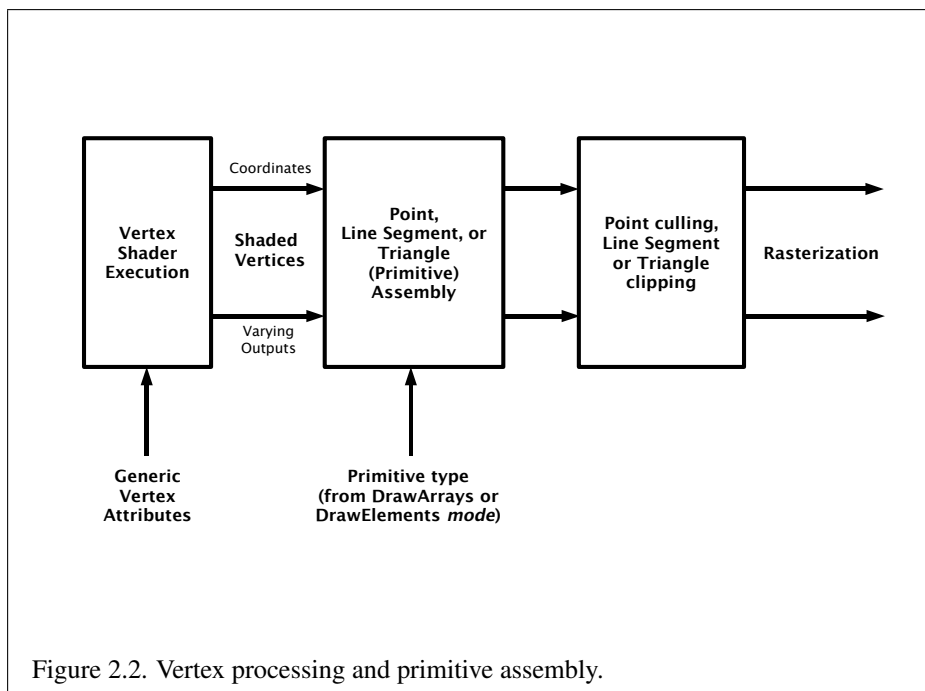 Coordinates
Vertex
Shader
Execution
Shaded
Vertices
Varying
Outputs
Point,
Line Segment, or
Triangle
(Primitive)
Assembly
Point culling,
Line Segment
or Triangle
clipping
Rasterization
Generic
Vertex
Attributes
Primitive type
(from DrawArrays or
DrawElements mode)
Figure 2.2. Vertex processing and primitive assembly.